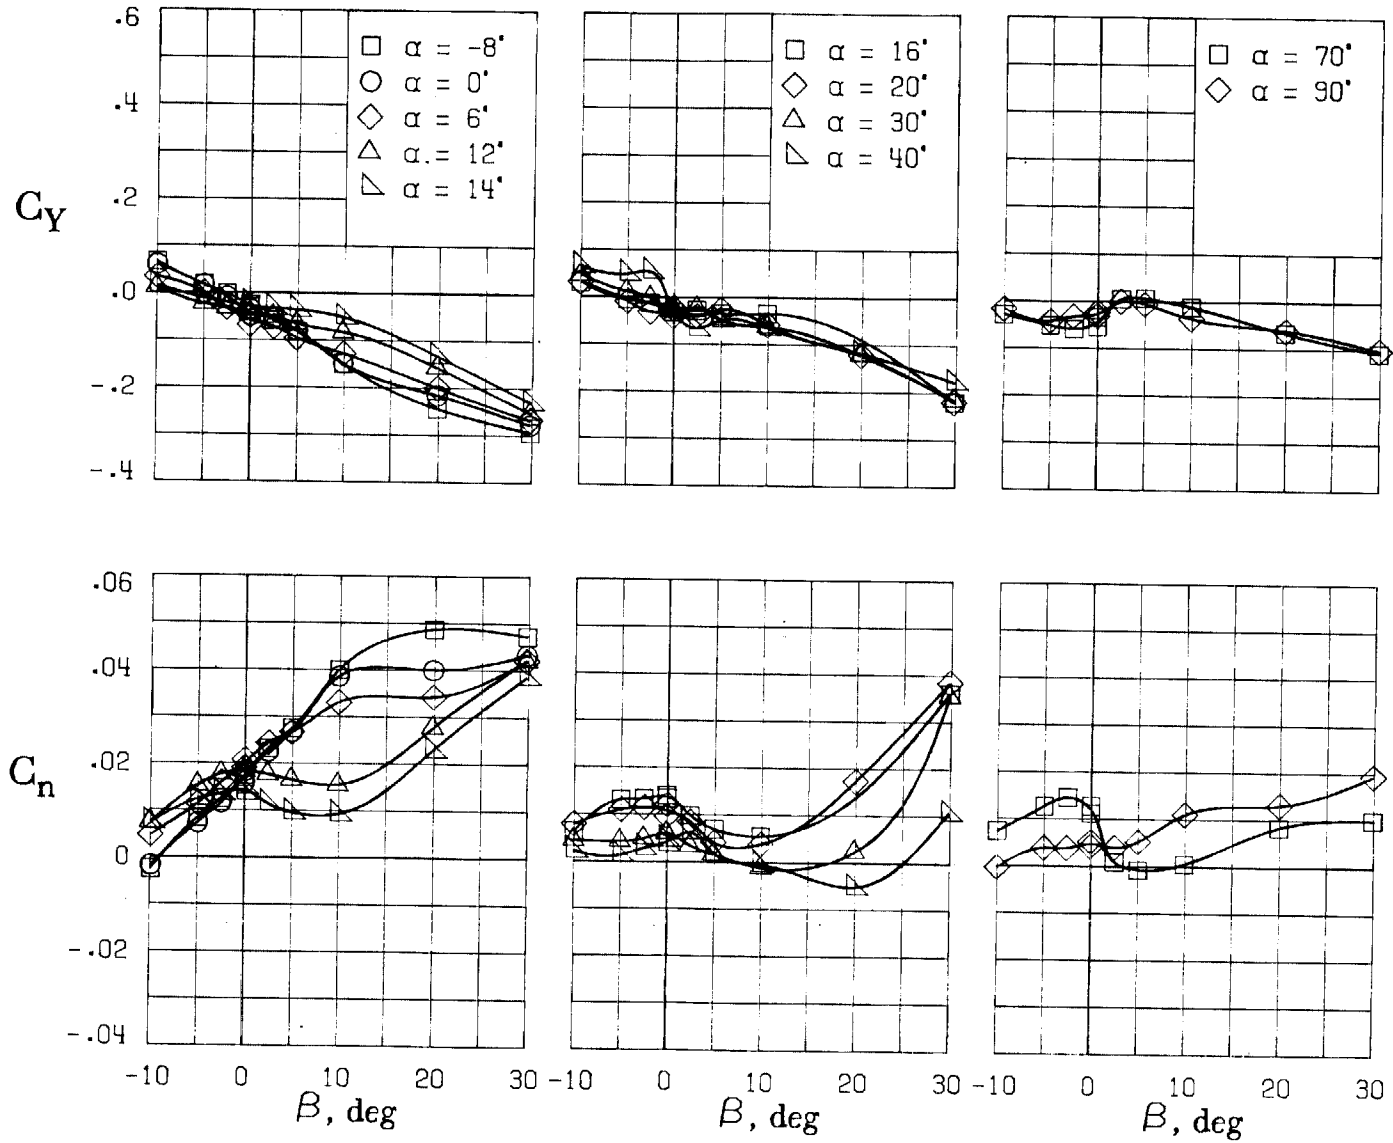 .6
.4
.2
.0
-.2
-.4
C_Y
α = -8°
α = 0°
α = 6°
α. = 12°
α = 14°
α = 16°
α = 20°
α = 30°
α = 40°
α = 70°
α = 90°
.06
.04
.02
0
-.02
-.04
C_n
-10 0 10 20 30
β, deg
-10 0 10 20 30
β, deg
-10 0 10 20 30
β, deg